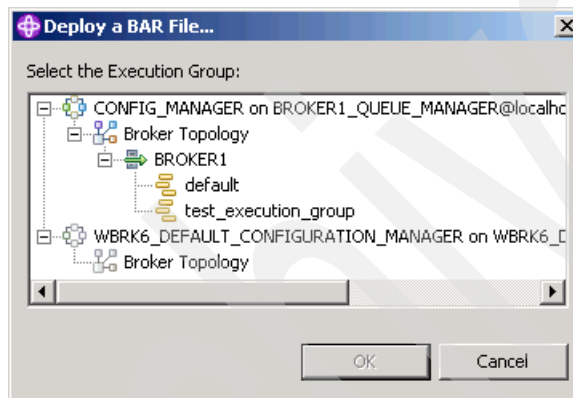 Deploy a BAR File...
Select the Execution Group:
CONFIG_MANAGER on BROKER1_QUEUE_MANAGER@localhc
Broker Topology
BROKER1
default
test_execution_group
WBRK6_DEFAULT_CONFIGURATION_MANAGER on WBRK6_D
Broker Topology
OK
Cancel